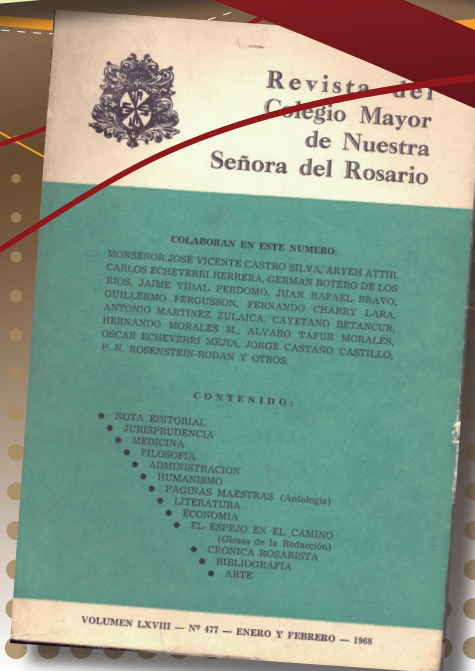 Revista del
Colegio Mayor
de Nuestra
Señora del Rosario
COLABORAN EN ESTE NUMERO:
MONSEÑOR JOSE VICENTE CASTRO SILVA, ARYEH ATTIR,
CARLOS ECHEVERRI HERRERA, GERMAN BOTERO DE LOS
RIOS, JAIME VIDAL PERDOMO, JUAN RAFAEL BRAVO,
GUILLERMO FERGUSSON, FERNANDO CHARRY LARA,
ANTONIO MARTINEZ ZULAICA, CAYETANO BETANCUR,
HERNANDO MORALES M., ALVARO TAFUR MORALES,
OSCAR ECHEVERRI MEJIA, JORGE CASTAÑO CASTILLO,
P. N. ROSENSTEIN-RODAN Y OTROS.
CONTENIDO:
● NOTA EDITORIAL
● JURISPRUDENCIA
● MEDICINA
● FILOSOFIA
● ADMINISTRACION
● HUMANISMO
● PAGINAS MAESTRAS (Antología)
● LITERATURA
● ECONOMIA
● EL ESPEJO EN EL CAMINO
(Glosas de la Redacción)
● CRONICA ROSARISTA
● BIBLIOGRAFIA
● ARTE
VOLUMEN LXVIII — Nº 477 — ENERO Y FEBRERO — 1968